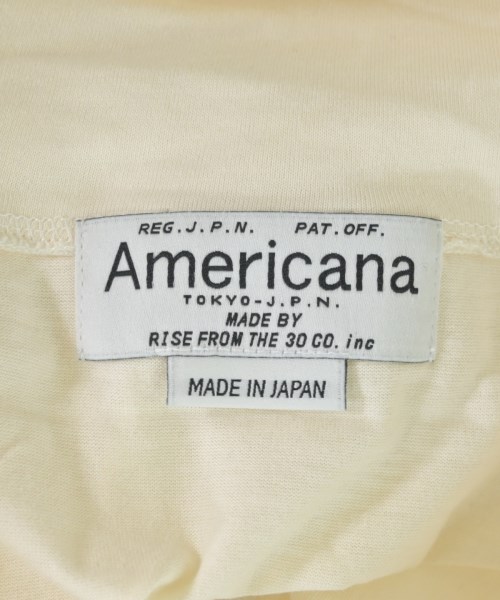 REG.J.P.N. PAT.OFF.
Americana
TOKYO-J.P.N.
MADE BY
RISE FROM THE 30 CO. inc
MADE IN JAPAN